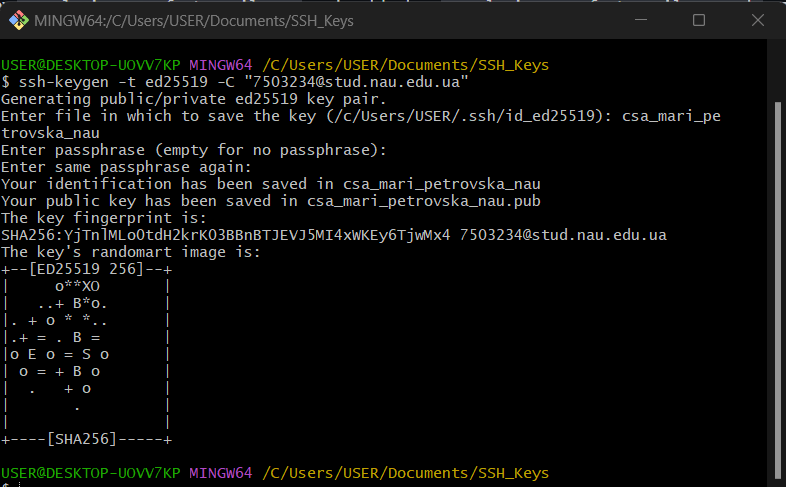 MINGW64:/C/Users/USER/Documents/SSH_Keys
USER@DESKTOP-UOVV7KP MINGW64 /C/Users/USER/Documents/SSH_Keys
$ ssh-keygen -t ed25519 -C "7503234@stud.nau.edu.ua"
Generating public/private ed25519 key pair.
Enter file in which to save the key (/c/Users/USER/.ssh/id_ed25519): csa_mari_pe
trovska_nau
Enter passphrase (empty for no passphrase):
Enter same passphrase again:
Your identification has been saved in csa_mari_petrovska_nau
Your public key has been saved in csa_mari_petrovska_nau.pub
The key fingerprint is:
SHA256:YjTnlMLoOtdH2krKO3BBnBTJEVJ5MI4xWKEy6TjwMx4 7503234@stud.nau.edu.ua
The key's randomart image is:
+--[ED25519 256]--+
|     o**XO       |
|   ..+ B*o.      |
|. + o * *..      |
|.+ = . B =       |
|o E o = S o      |
| o = + B o       |
|  .   + o        |
|       .         |
|                 |
+----[SHA256]-----+
USER@DESKTOP-UOVV7KP MINGW64 /C/Users/USER/Documents/SSH_Keys
$